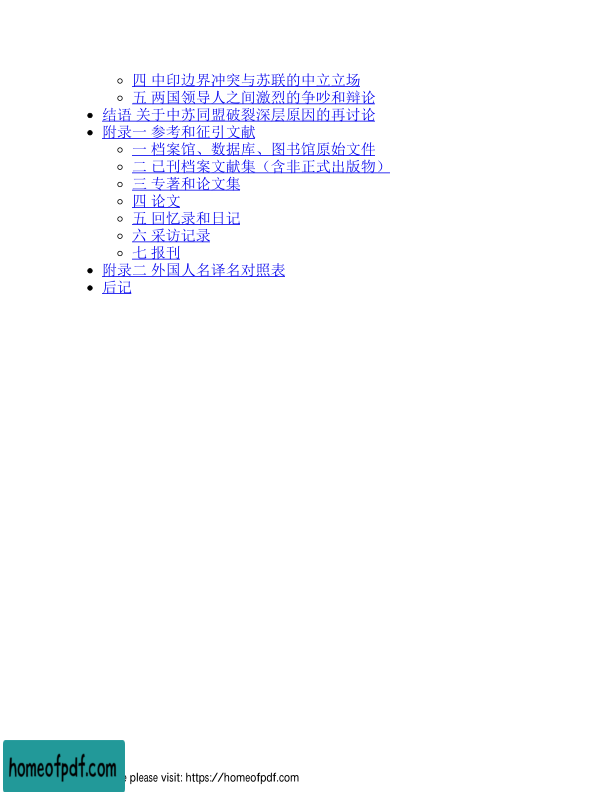 四 中印边界冲突与苏联的中立立场
五 两国领导人之间激烈的争吵和辩论
结语 关于中苏同盟破裂深层原因的再讨论
附录一 参考和征引文献
一 档案馆、数据库、图书馆原始文件
二 已刊档案文献集（含非正式出版物）
三 专著和论文集
四 论文
五 回忆录和日记
六 采访记录
七 报刊
附录二 外国人名译名对照表
后记
homeofpdf.com
e please visit: https://homeofpdf.com